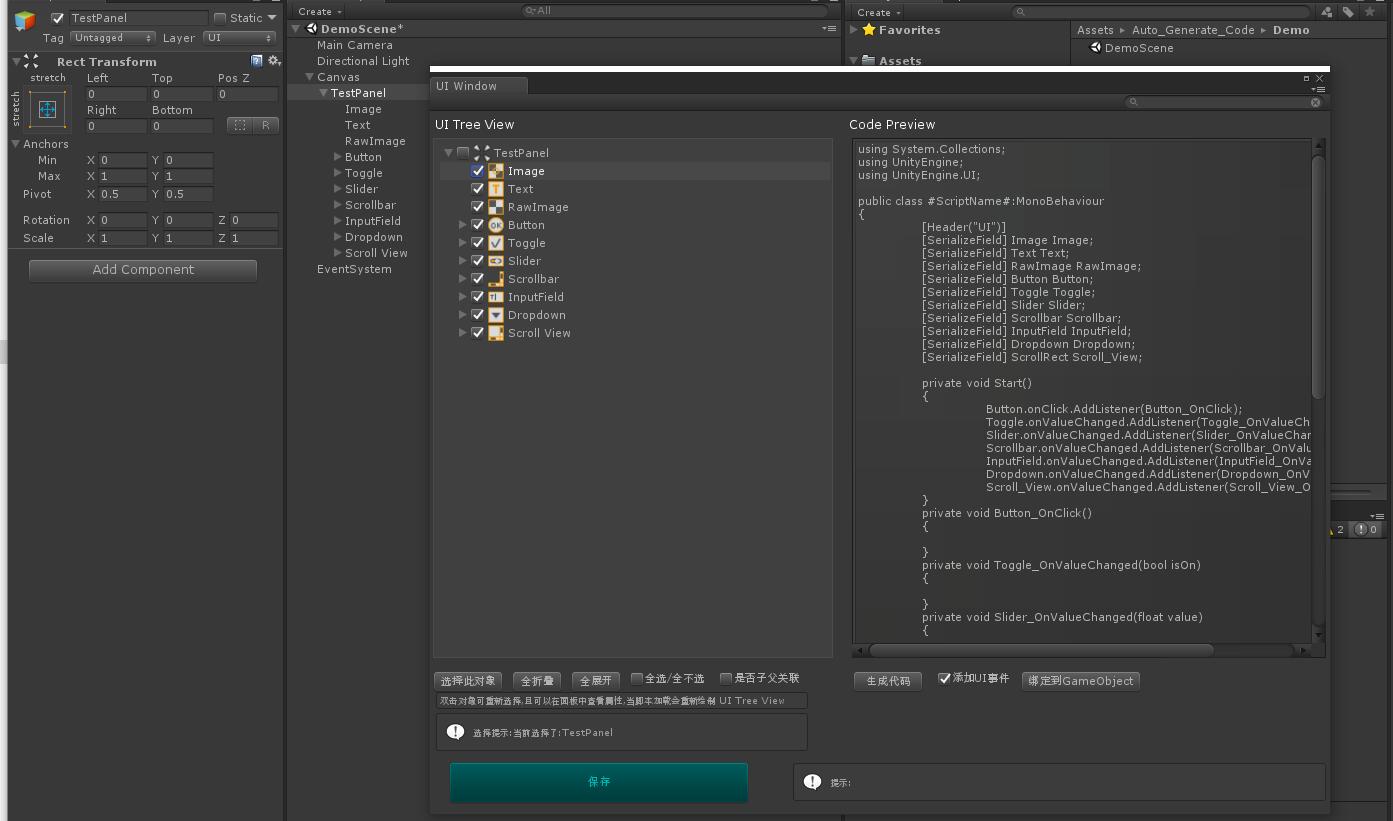 TestPanel
Static
Tag Untagged Layer UI
Rect Transform
stretch Left Top Pos Z
stretch
0 0 0
Right Bottom
0 0 R
Anchors
Min X 0 Y 0
Max X 1 Y 1
Pivot X 0.5 Y 0.5
Rotation X 0 Y 0 Z 0
Scale X 1 Y 1 Z 1
Add Component
Create All
DemoScene*
Main Camera
Directional Light
Canvas
TestPanel
Image
Text
RawImage
Button
Toggle
Slider
Scrollbar
InputField
Dropdown
Scroll View
EventSystem
Create
Favorites
Assets
Assets Auto_Generate_Code Demo
DemoScene
2 0
UI Window
UI Tree View
TestPanel
Image
Text
RawImage
Button
Toggle
Slider
Scrollbar
InputField
Dropdown
Scroll View
选择此对象 全折叠 全展开 全选/全不选 是否子父关联
双击对象可重新选择,且可以在面板中查看属性,当脚本加载会重新绘制 UI Tree View
选择提示:当前选择了:TestPanel
保存
Code Preview
using System.Collections;
using UnityEngine;
using UnityEngine.UI;
public class #ScriptName#:MonoBehaviour
{
[Header("UI")]
[SerializeField] Image Image;
[SerializeField] Text Text;
[SerializeField] RawImage RawImage;
[SerializeField] Button Button;
[SerializeField] Toggle Toggle;
[SerializeField] Slider Slider;
[SerializeField] Scrollbar Scrollbar;
[SerializeField] InputField InputField;
[SerializeField] Dropdown Dropdown;
[SerializeField] ScrollRect Scroll_View;
private void Start()
{
Button.onClick.AddListener(Button_OnClick);
Toggle.onValueChanged.AddListener(Toggle_OnValueCh
Slider.onValueChanged.AddListener(Slider_OnValueChar
Scrollbar.onValueChanged.AddListener(Scrollbar_OnValu
InputField.onValueChanged.AddListener(InputField_OnVa
Dropdown.onValueChanged.AddListener(Dropdown_OnV
Scroll_View.onValueChanged.AddListener(Scroll_View_O
}
private void Button_OnClick()
{
}
private void Toggle_OnValueChanged(bool isOn)
{
}
private void Slider_OnValueChanged(float value)
{
生成代码 添加UI事件 绑定到GameObject
提示: